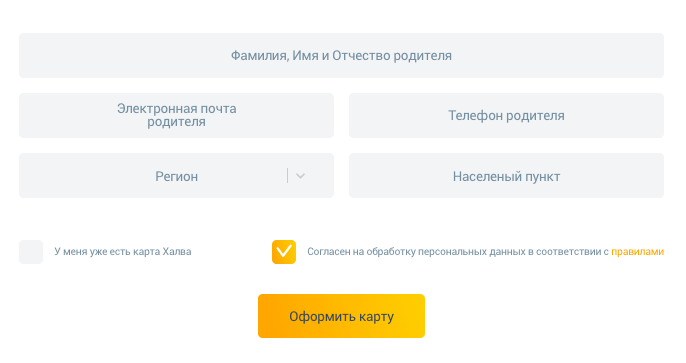 Фамилия, Имя и Отчество родителя
Электронная почта
родителя
Телефон родителя
Регион
Населеный пункт
У меня уже есть карта Халва
Согласен на обработку персональных данных в соответствии с правилами
Оформить карту